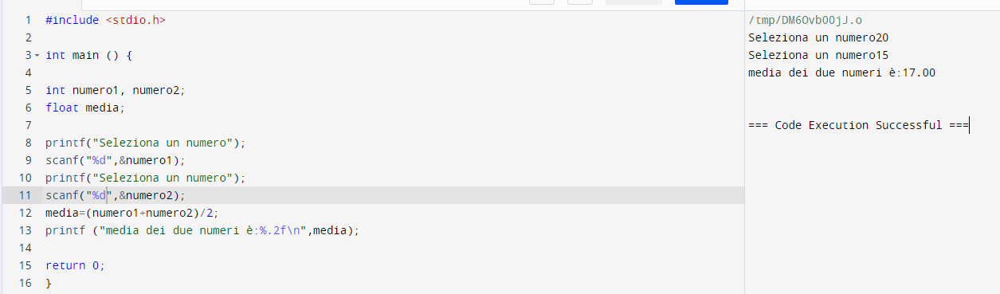 1 #include <stdio.h>
2
3 int main () {
4
5 int numero1, numero2;
6 float media;
7
8 printf("Seleziona un numero");
9 scanf("%d",&numero1);
10 printf("Seleziona un numero");
11 scanf("%d",&numero2);
12 media=(numero1+numero2)/2;
13 printf ("media dei due numeri è:%.2f\n",media);
14
15 return 0;
16 }
/tmp/DM6OvbOOjJ.o
Seleziona un numero20
Seleziona un numero15
media dei due numeri è:17.00
=== Code Execution Successful ===